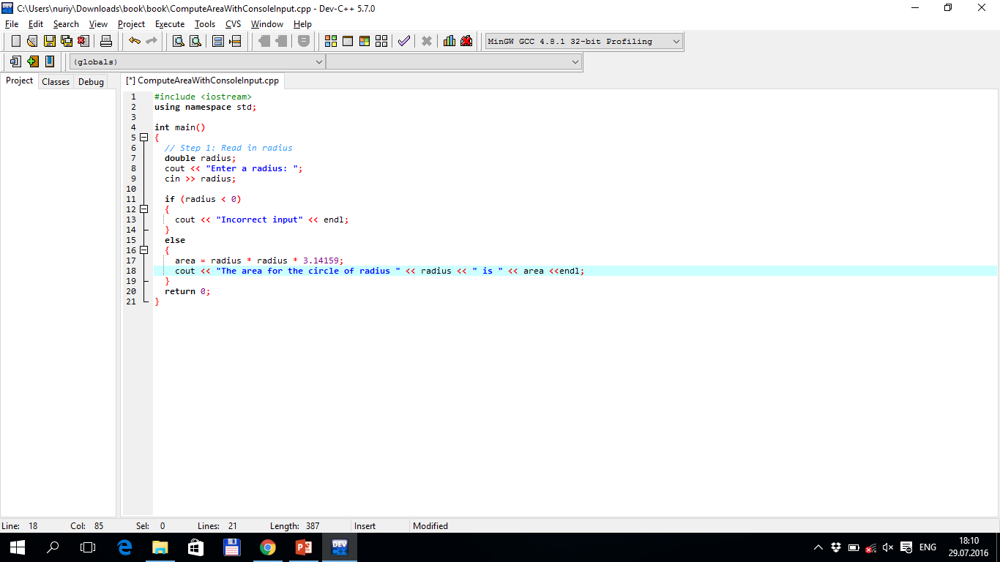 C:\Users\nuriy\Downloads\book\book\ComputeAreaWithConsoleInput.cpp - Dev-C++ 5.7.0
File Edit Search View Project Execute Tools CVS Window Help
MinGW GCC 4.8.1 32-bit Profiling
(globals)
Project Classes Debug
[*] ComputeAreaWithConsoleInput.cpp
1 #include <iostream>
2 using namespace std;
3
4 int main()
5 {
6 // Step 1: Read in radius
7 double radius;
8 cout << "Enter a radius: ";
9 cin >> radius;
10
11 if (radius < 0)
12 {
13 cout << "Incorrect input" << endl;
14 }
15 else
16 {
17 area = radius * radius * 3.14159;
18 cout << "The area for the circle of radius " << radius << " is " << area <<endl;
19 }
20 return 0;
21 }
Line: 18 Col: 85 Sel: 0 Lines: 21 Length: 387 Insert Modified
DEV
ENG
18:10
29.07.2016